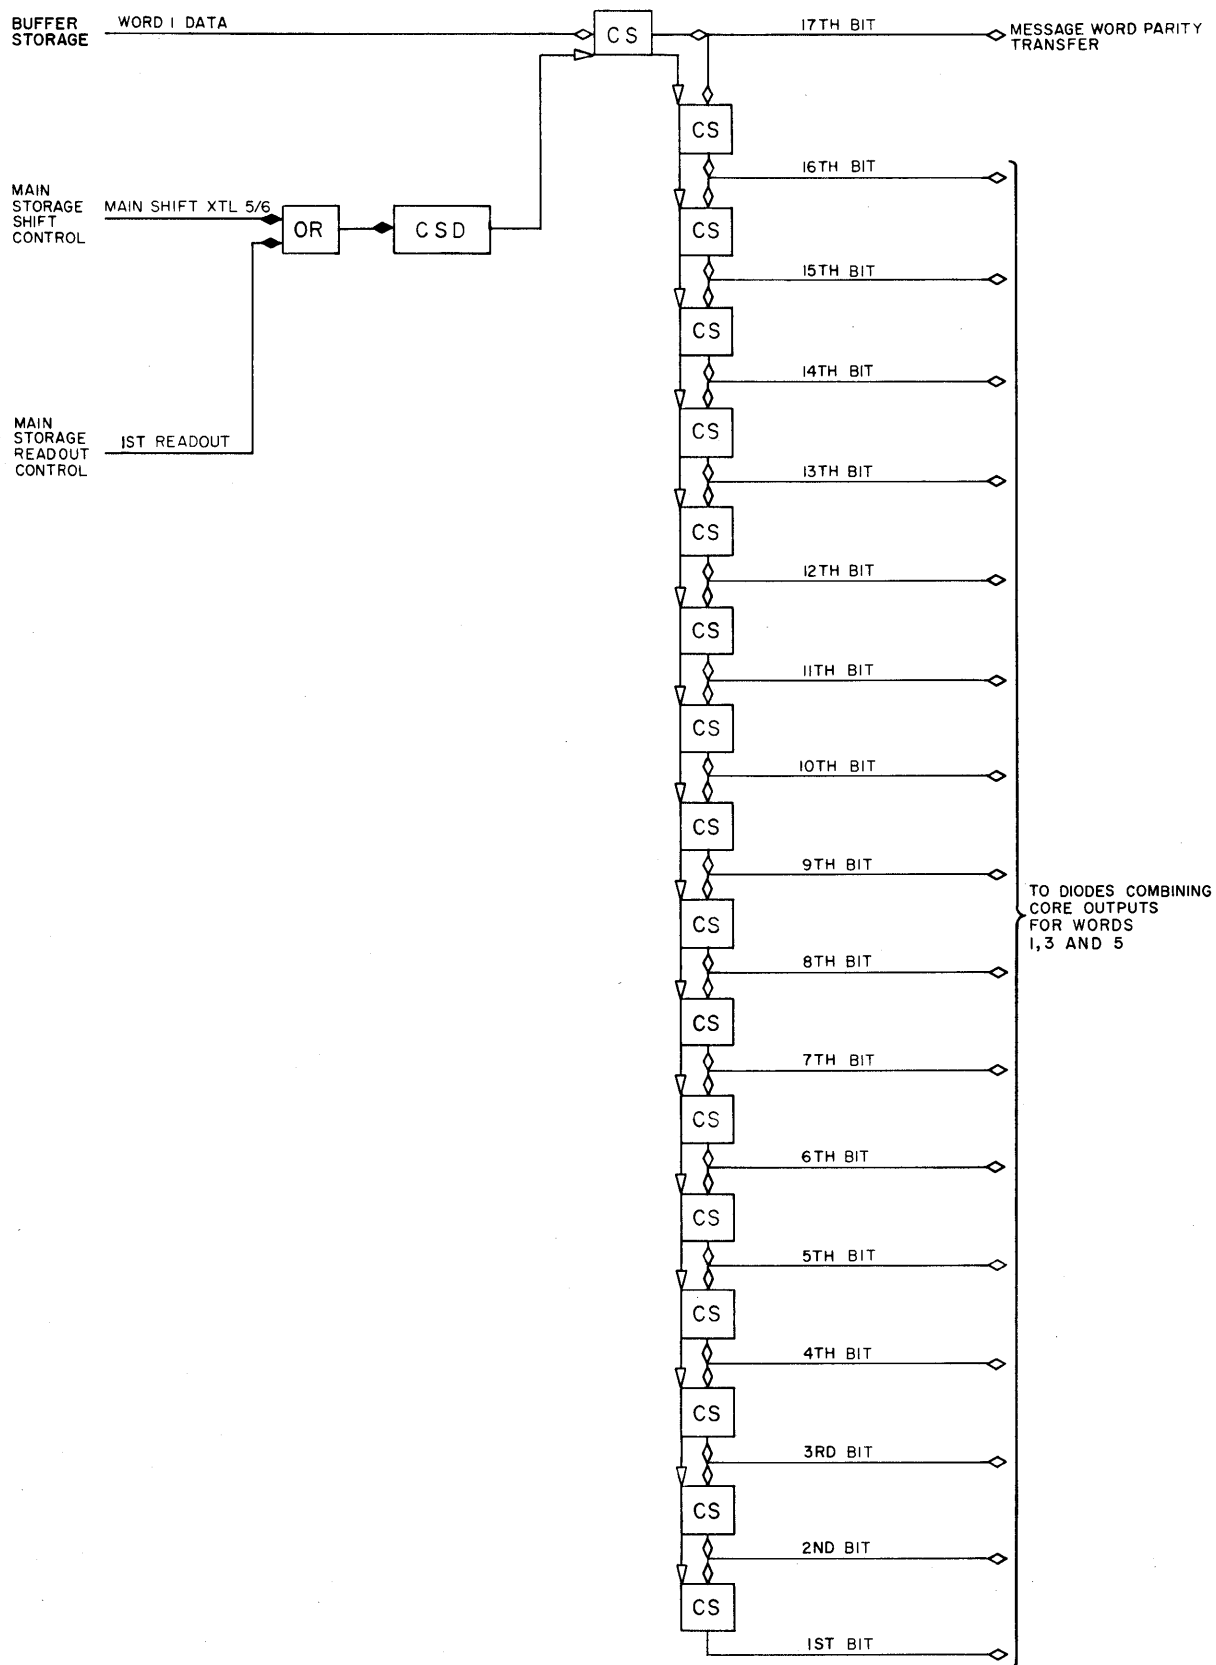 BUFFER
STORAGE
WORD 1 DATA
CS
17TH BIT
MESSAGE WORD PARITY
TRANSFER
CS
16TH BIT
MAIN
STORAGE
SHIFT
CONTROL
MAIN SHIFT XTL 5/6
OR
CSD
CS
15TH BIT
CS
14TH BIT
MAIN
STORAGE
READOUT
CONTROL
1ST READOUT
CS
13TH BIT
CS
12TH BIT
CS
11TH BIT
CS
10TH BIT
CS
9TH BIT
TO DIODES COMBINING
CORE OUTPUTS
FOR WORDS
1,3 AND 5
CS
8TH BIT
CS
7TH BIT
CS
6TH BIT
CS
5TH BIT
CS
4TH BIT
CS
3RD BIT
CS
2ND BIT
CS
1ST BIT